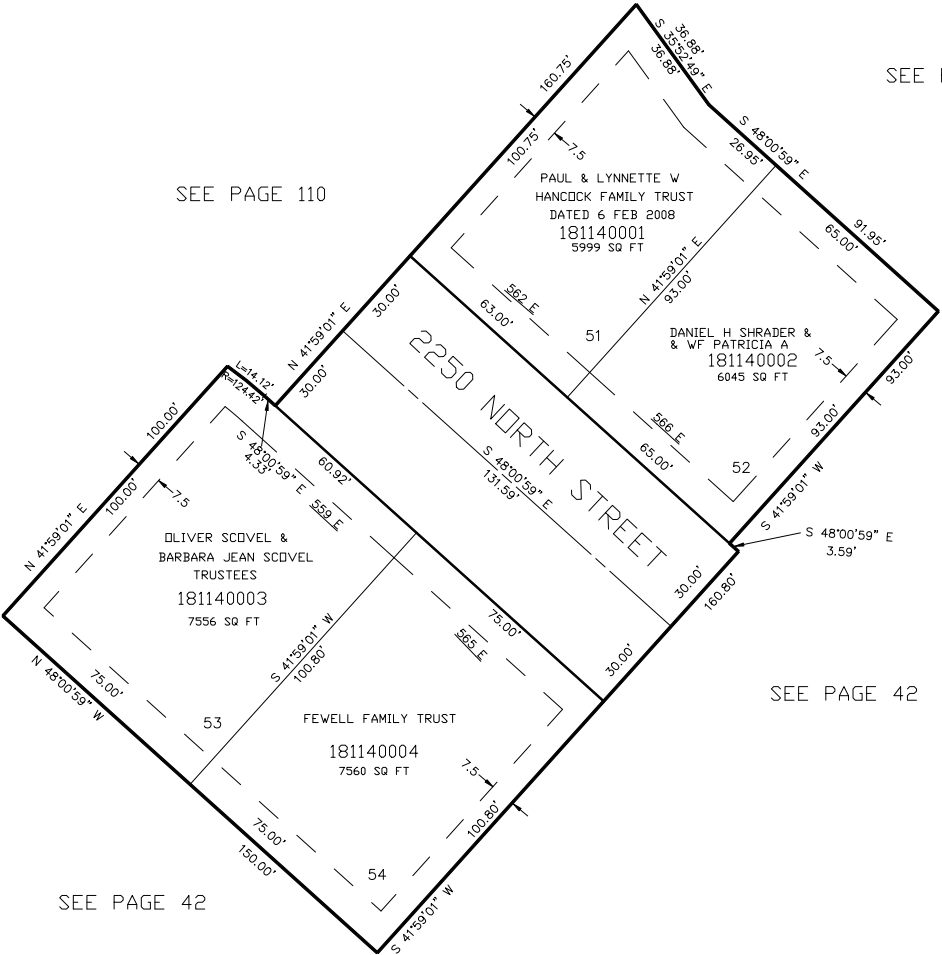 36.88'
S 35°52'49" E
36.88'
SEE
160.75'
100.75'
7.5
S 48°00'59" E
26.95'
SEE PAGE 110
PAUL & LYNNETTE W
HANCOCK FAMILY TRUST
DATED 6 FEB 2008
181140001
5999 SQ FT
91.95'
65.00'
N 41°59'01" E
93.00'
562 E
63.00'
51
30.00'
N 41°59'01" E
30.00'
DANIEL H SHRADER &
& WF PATRICIA A
181140002
6045 SQ FT
7.5
93.00'
93.00'
566 E
65.00'
52
S 41°59'01" W
2250 NORTH STREET
S 48°00'59" E
131.59'
S 48°00'59" E
3.59'
L=14.12'
R=124.42'
100.00'
N 41°59'01" E
100.00'
7.5
S 48°00'59" E
4.33'
60.92'
559 E
OLIVER SCOVEL &
BARBARA JEAN SCOVEL
TRUSTEES
181140003
7556 SQ FT
30.00'
160.80'
30.00'
75.00'
565 E
S 41°59'01" W
100.80'
N 48°00'59" W
75.00'
53
SEE PAGE 42
FEWELL FAMILY TRUST
181140004
7560 SQ FT
7.5
100.80'
75.00'
150.00'
54
S 41°59'01" W
SEE PAGE 42